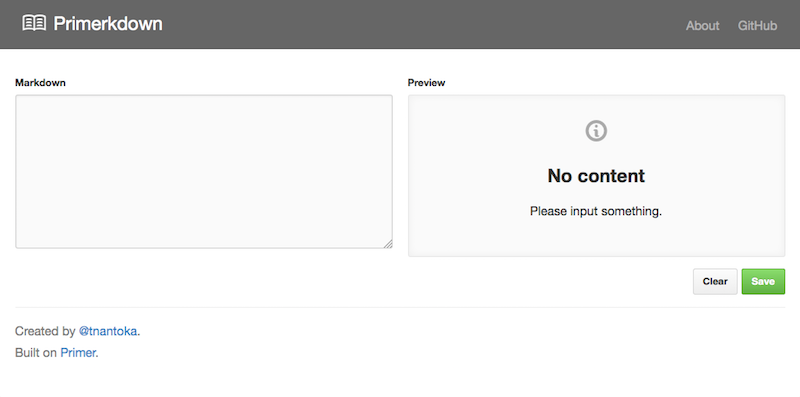 Primerkdown
About GitHub
Markdown
Preview
No content
Please input something.
Clear Save
Created by @tnantoka.
Built on Primer.